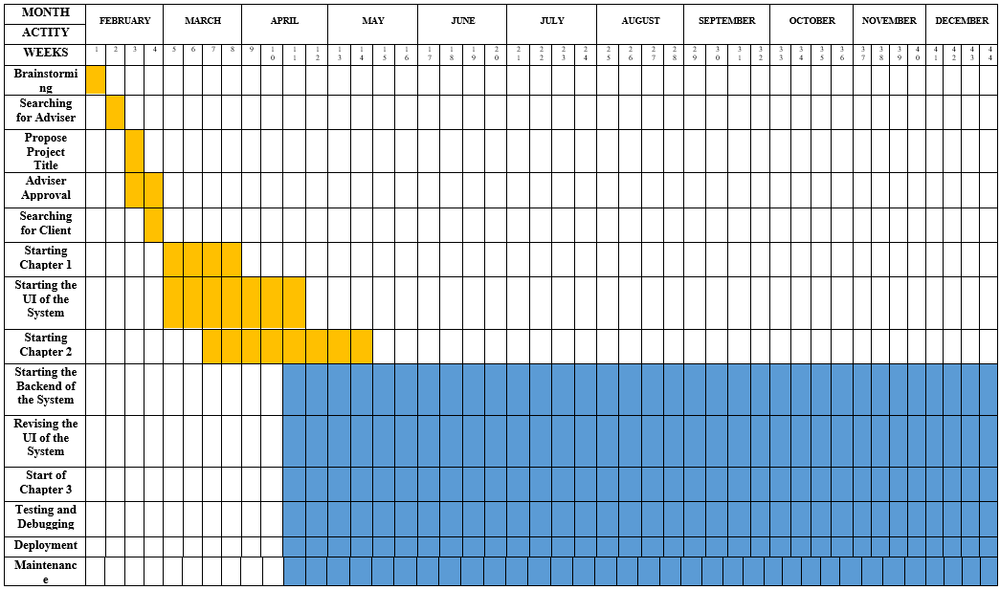 MONTH
FEBRUARY MARCH APRIL MAY JUNE JULY AUGUST SEPTEMBER OCTOBER NOVEMBER DECEMBER
ACTITY
WEEKS 1 2 3 4 5 6 7 8 9 10 11 12 13 14 15 16 17 18 19 20 21 22 23 24 25 26 27 28 29 30 31 32 33 34 35 36 37 38 39 40 41 42 43 44
Brainstormi
ng
Searching
for Adviser
Propose
Project
Title
Adviser
Approval
Searching
for Client
Starting
Chapter 1
Starting the
UI of the
System
Starting
Chapter 2
Starting the
Backend of
the System
Revising the
UI of the
System
Start of
Chapter 3
Testing and
Debugging
Deployment
Maintenanc
e